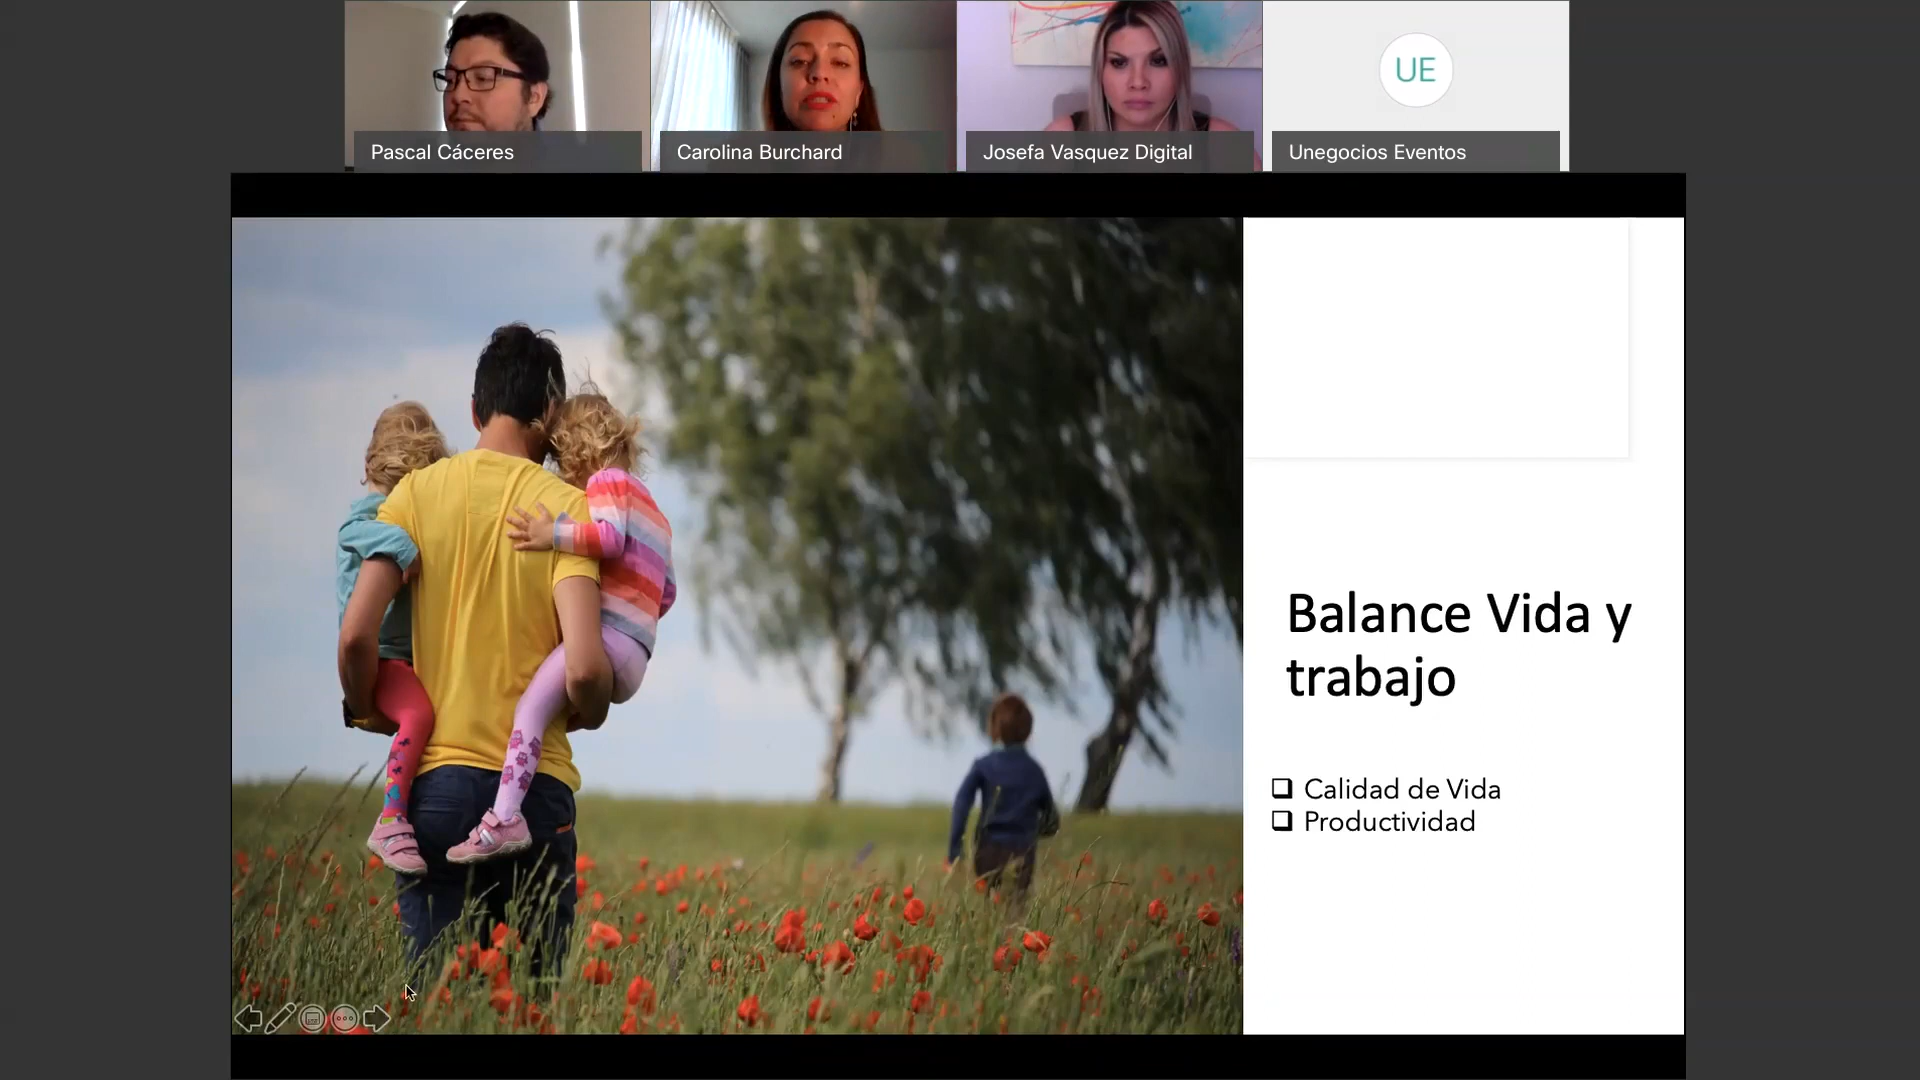 UE
Pascal Cáceres
Carolina Burchard
Josefa Vasquez Digital
Unegocios Eventos
Balance Vida y
trabajo
❑ Calidad de Vida
❑ Productividad